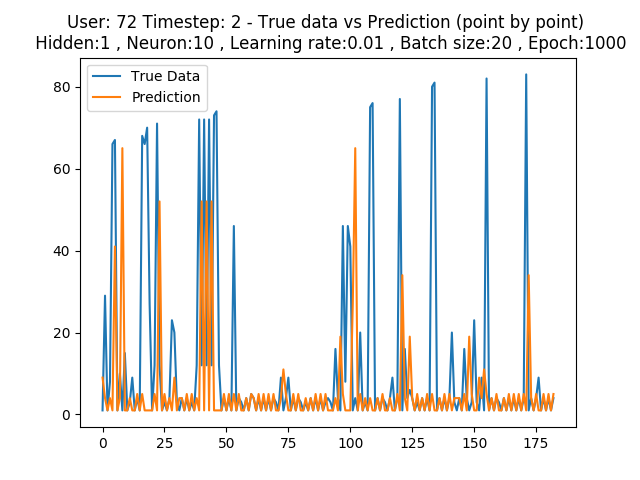 User: 72 Timestep: 2 - True data vs Prediction (point by point)
Hidden:1 , Neuron:10 , Learning rate:0.01 , Batch size:20 , Epoch:1000
True Data
Prediction
80
60
40
20
0
0 25 50 75 100 125 150 175